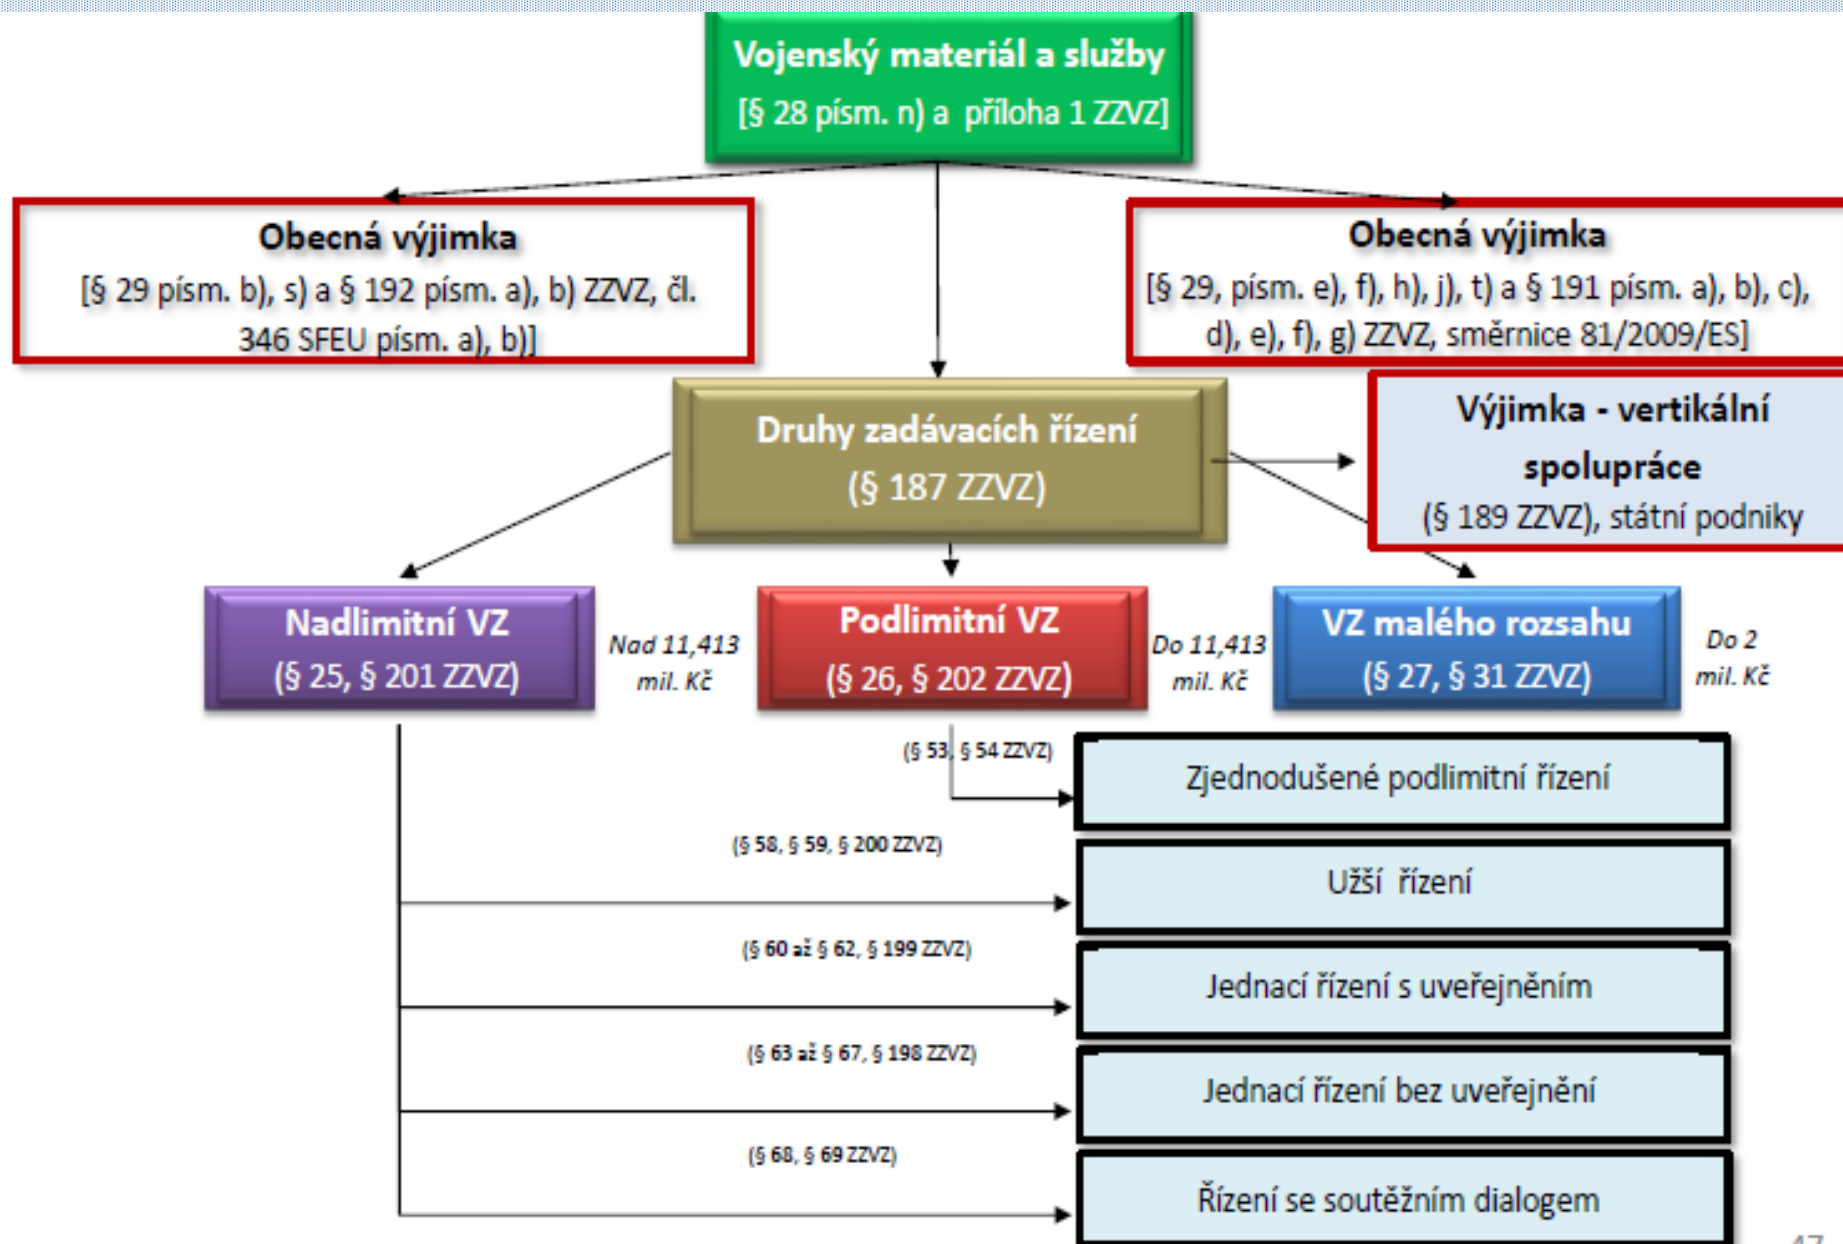 Vojenský materiál a služby
[§ 28 písm. n) a příloha 1 ZZVZ]
Obecná výjimka
[§ 29 písm. b), s) a § 192 písm. a), b) ZZVZ, čl.
346 SFEU písm. a), b)]
Obecná výjimka
[§ 29, písm. e), f), h), j), t) a § 191 písm. a), b), c),
d), e), f), g) ZZVZ, směrnice 81/2009/ES]
Druhy zadávacích řízení
(§ 187 ZZVZ)
Výjimka - vertikální
spolupráce
(§ 189 ZZVZ), státní podniky
Nadlimitní VZ
(§ 25, § 201 ZZVZ)
Nad 11,413
mil. Kč
Podlimitní VZ
(§ 26, § 202 ZZVZ)
Do 11,413
mil. Kč
VZ malého rozsahu
(§ 27, § 31 ZZVZ)
Do 2
mil. Kč
(§ 53, § 54 ZZVZ)
Zjednodušené podlimitní řízení
(§ 58, § 59, § 200 ZZVZ)
Užší řízení
(§ 60 až § 62, § 199 ZZVZ)
Jednací řízení s uveřejněním
(§ 63 až § 67, § 198 ZZVZ)
Jednací řízení bez uveřejnění
(§ 68, § 69 ZZVZ)
Řízení se soutěžním dialogem